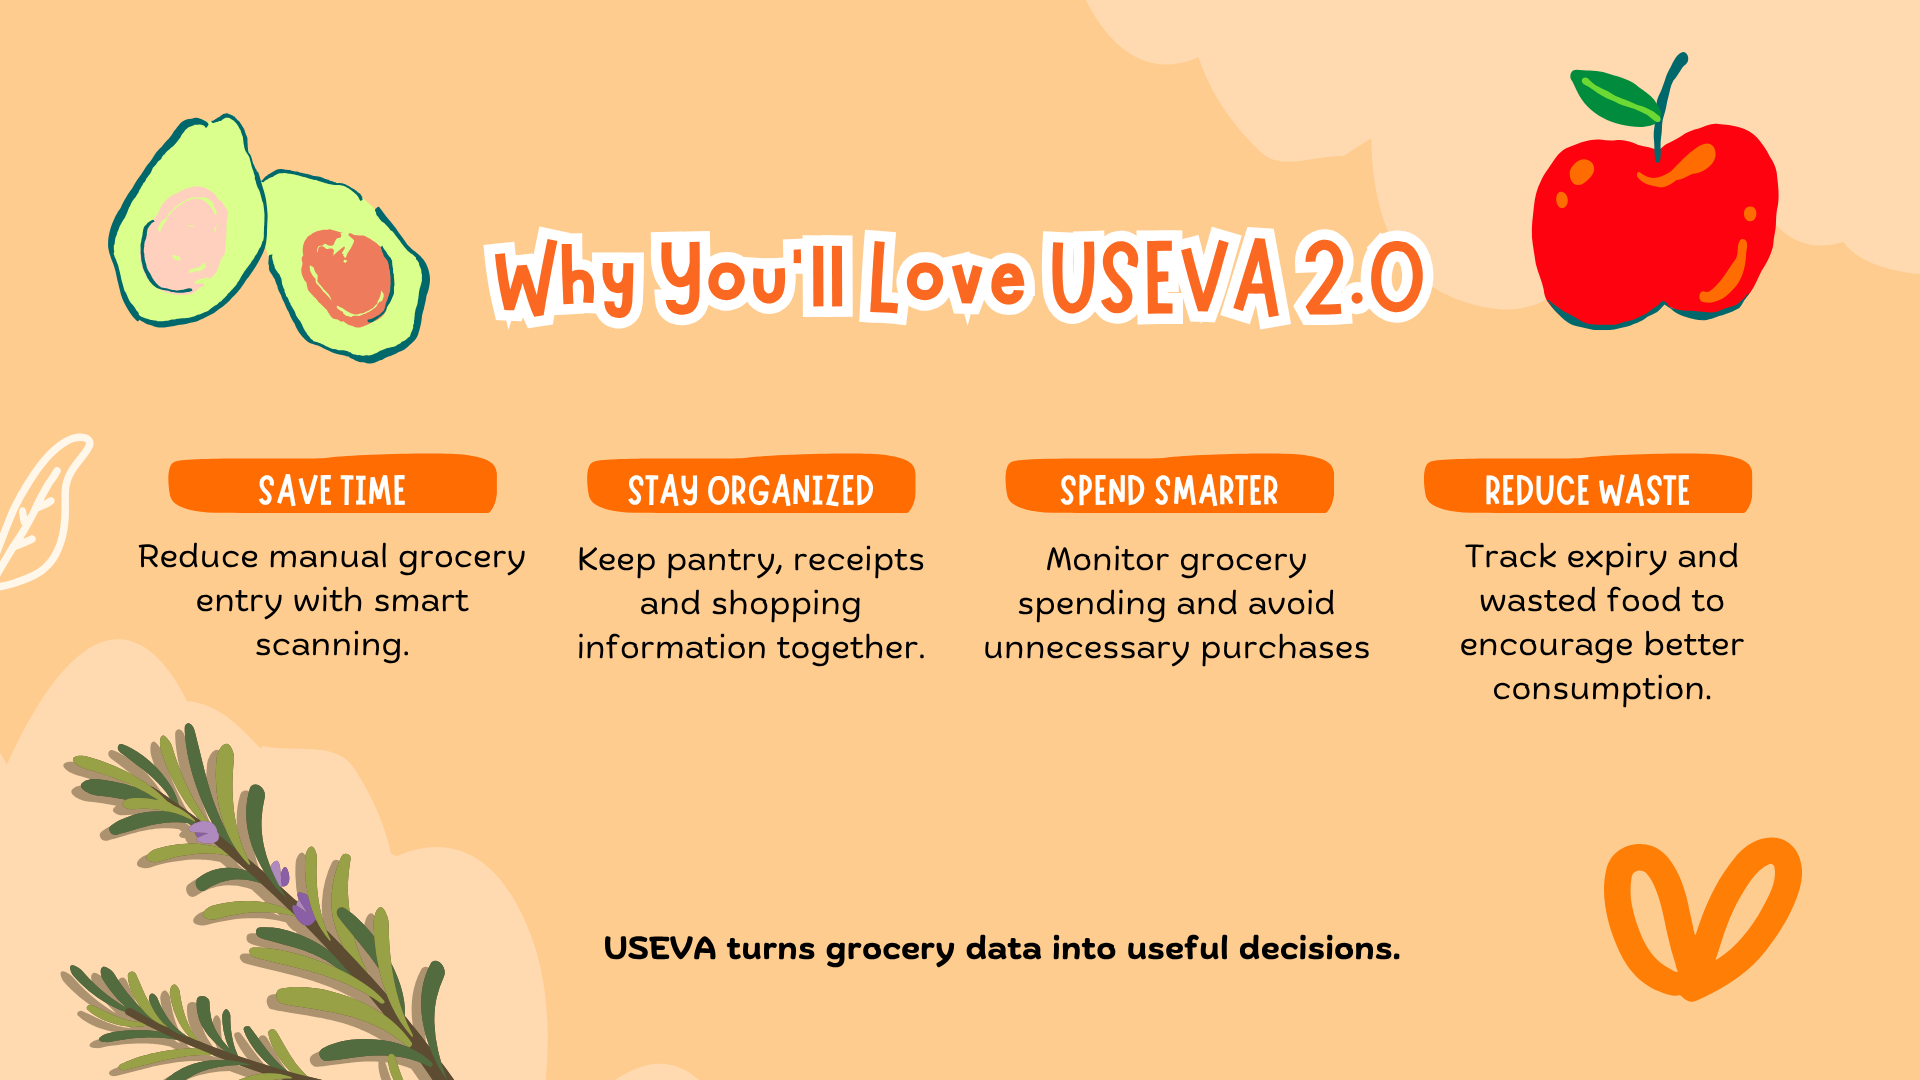 Why You'll Love USEVA 2.0
SAVE TIME
Reduce manual grocery
entry with smart
scanning.
STAY ORGANIZED
Keep pantry, receipts
and shopping
information together.
SPEND SMARTER
Monitor grocery
spending and avoid
unnecessary purchases
REDUCE WASTE
Track expiry and
wasted food to
encourage better
consumption.
USEVA turns grocery data into useful decisions.